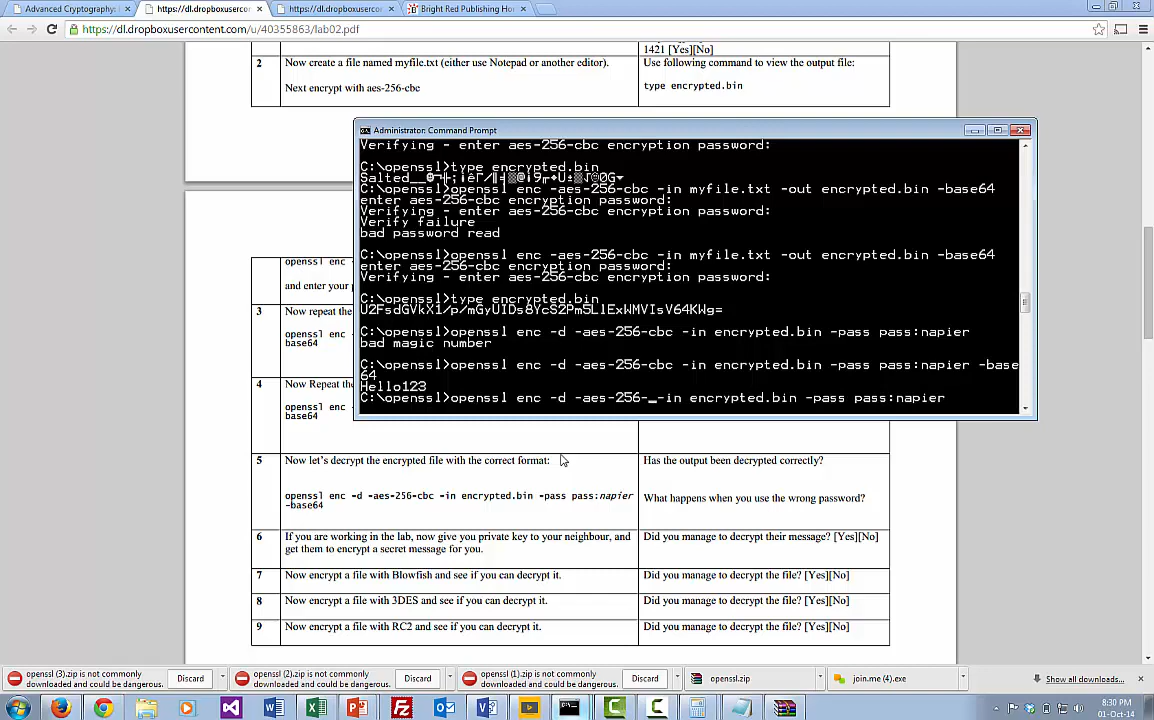 Advanced Cryptography:
https://dl.dropboxusercon
https://dl.dropboxusercon
Bright Red Publishing Ho
https://dl.dropboxusercontent.com/u/40355863/lab02.pdf
1421 [Yes][No]
2
Now create a file named myfile.txt (either use Notepad or another editor).
Use following command to view the output file:
Next encrypt with aes-256-cbc
type encrypted.bin
Administrator: Command Prompt
Verifying - enter aes-256-cbc encryption password:
C:\openssl>type encrypted.bin
C:\openssl>openssl enc -aes-256-cbc -in myfile.txt -out encrypted.bin -base64
enter aes-256-cbc encryption password:
Verifying - enter aes-256-cbc encryption password:
Verify failure
bad password read
C:\openssl>openssl enc -aes-256-cbc -in myfile.txt -out encrypted.bin -base64
enter aes-256-cbc encryption password:
Verifying - enter aes-256-cbc encryption password:
C:\openssl>type encrypted.bin
U2FsdGVkX1/p/mGyUIDs8YcS2Pm5LlExWMVIsV64KWg=
C:\openssl>openssl enc -d -aes-256-cbc -in encrypted.bin -pass pass:napier
bad magic number
C:\openssl>openssl enc -d -aes-256-cbc -in encrypted.bin -pass pass:napier -base
64
Hello123
C:\openssl>openssl enc -d -aes-256-_-in encrypted.bin -pass pass:napier
openssl enc -
and enter your p
3
Now repeat the
openssl enc -
base64
4
Now Repeat the
openssl enc -
base64
5
Now let's decrypt the encrypted file with the correct format:
Has the output been decrypted correctly?
openssl enc -d -aes-256-cbc -in encrypted.bin -pass pass:napier
-base64
What happens when you use the wrong password?
6
If you are working in the lab, now give you private key to your neighbour, and
get them to encrypt a secret message for you.
Did you manage to decrypt their message? [Yes][No]
7
Now encrypt a file with Blowfish and see if you can decrypt it.
Did you manage to decrypt the file? [Yes][No]
8
Now encrypt a file with 3DES and see if you can decrypt it.
Did you manage to decrypt the file? [Yes][No]
9
Now encrypt a file with RC2 and see if you can decrypt it.
Did you manage to decrypt the file? [Yes][No]
openssl (3).zip is not commonly
downloaded and could be dangerous.
Discard
openssl (2).zip is not commonly
downloaded and could be dangerous.
Discard
openssl (1).zip is not commonly
downloaded and could be dangerous.
Discard
openssl.zip
join.me (4).exe
Show all downloads...
8:30 PM
01-Oct-14